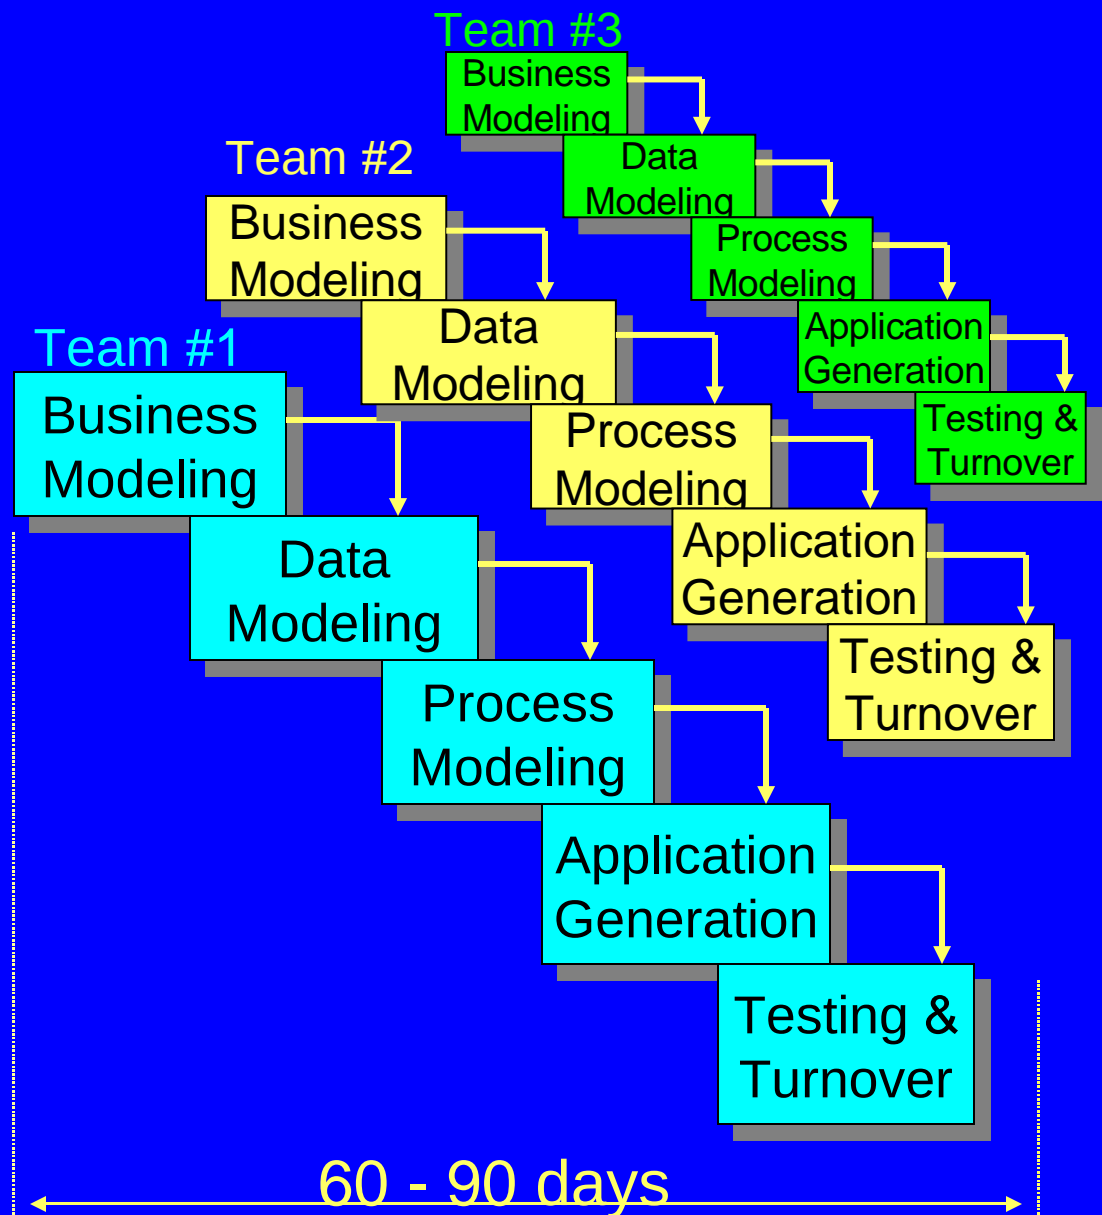 Team #3
Business
Modeling
Data
Modeling
Process
Modeling
Application
Generation
Testing &
Turnover
Team #2
Business
Modeling
Data
Modeling
Process
Modeling
Application
Generation
Testing &
Turnover
Team #1
Business
Modeling
Data
Modeling
Process
Modeling
Application
Generation
Testing &
Turnover
60 - 90 days